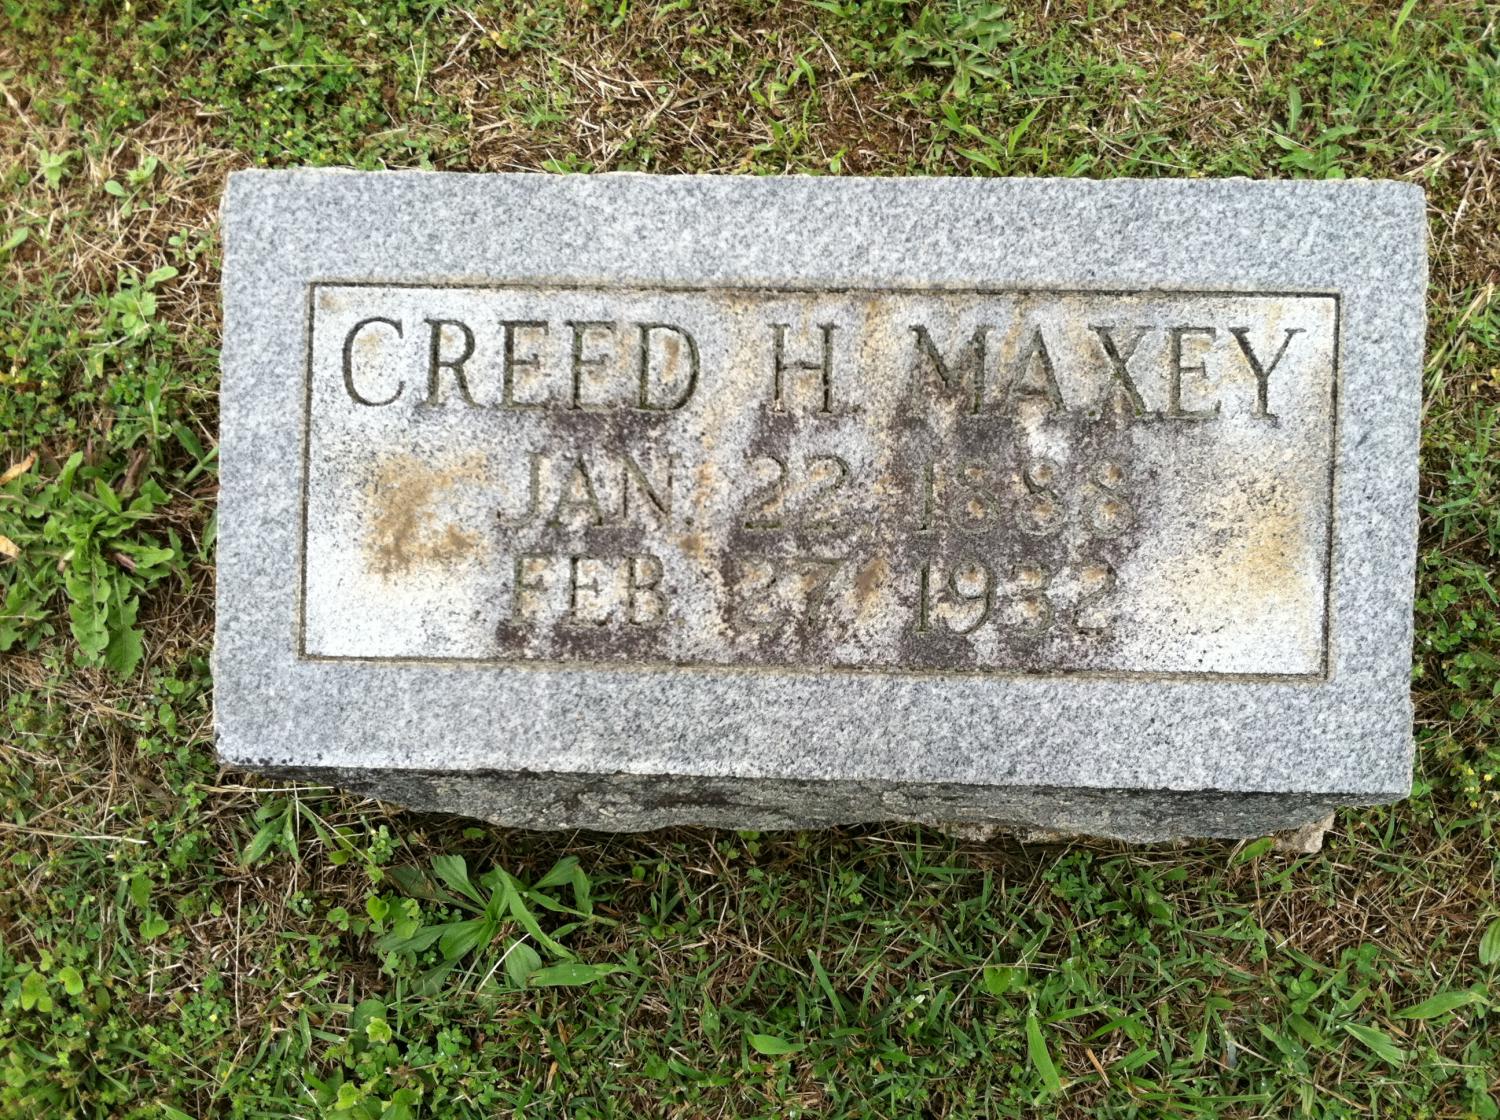 CREED H. MAXEY
JAN. 22, 1888
FEB. 27, 1932